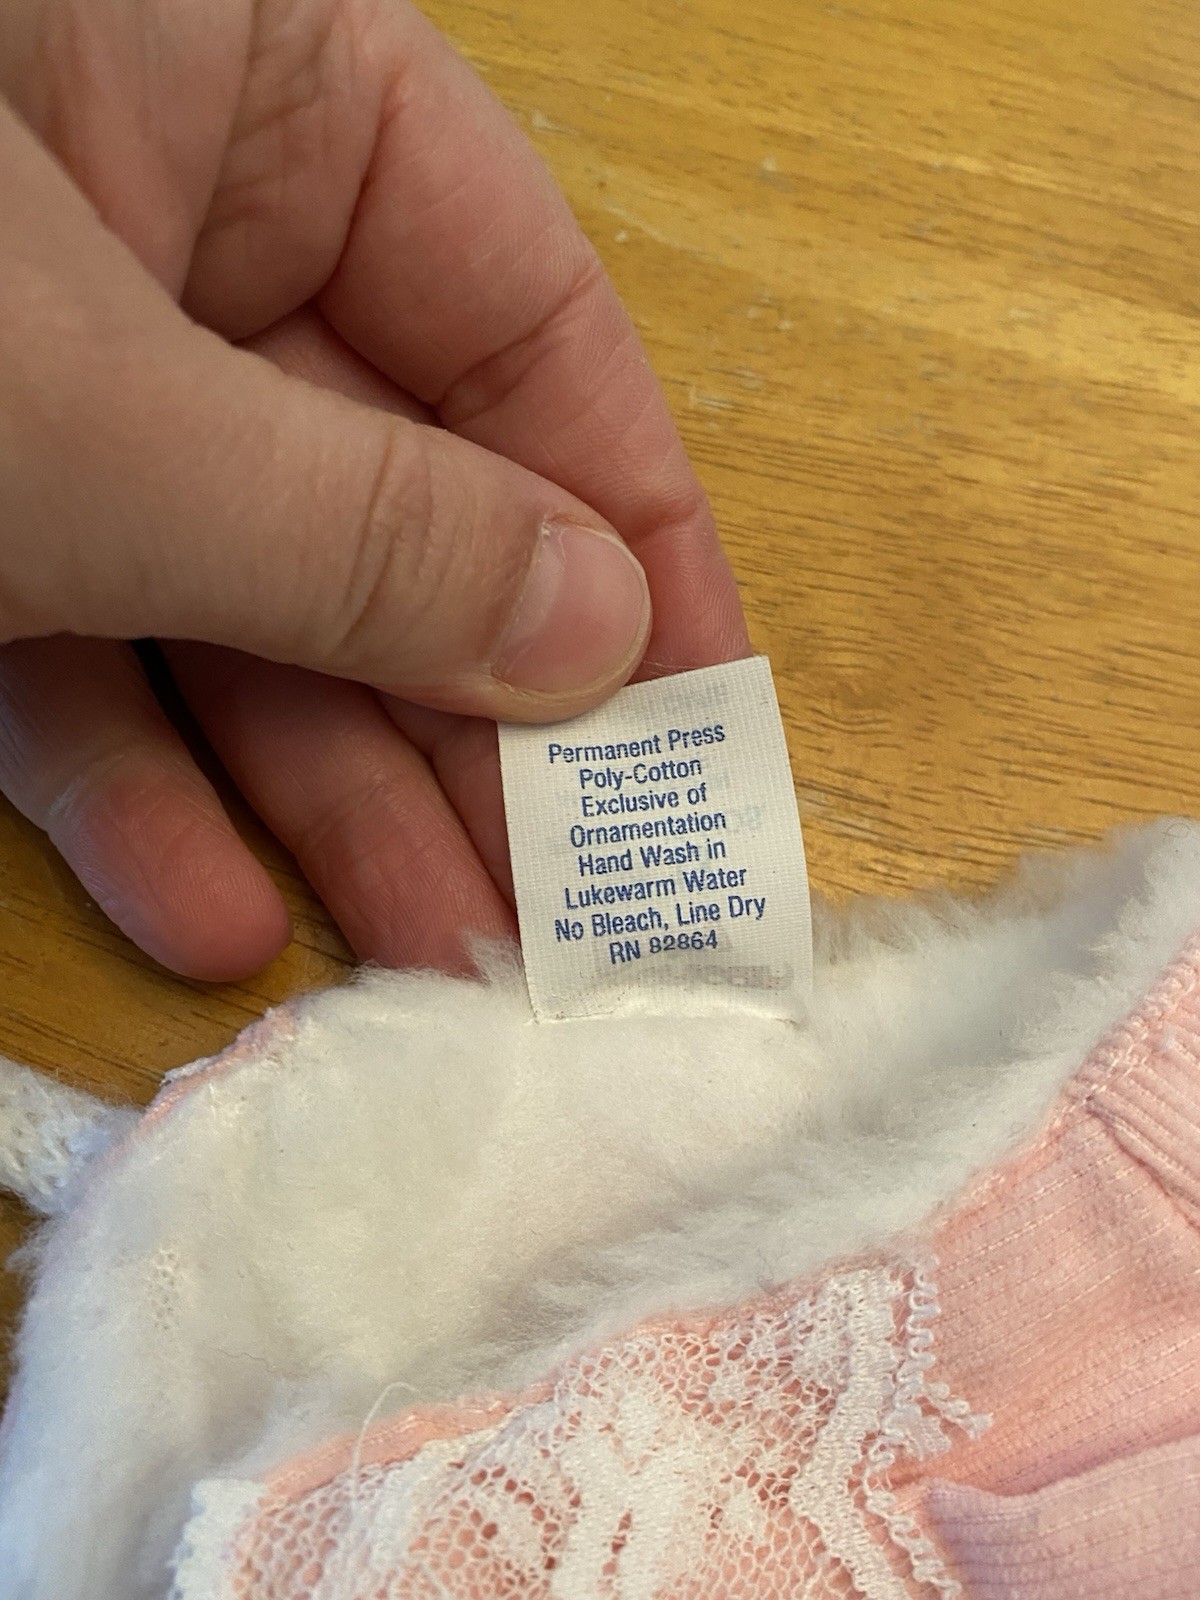 Permanent Press
Poly-Cotton
Exclusive of
Ornamentation
Hand Wash in
Lukewarm Water
No Bleach, Line Dry
RN 82864